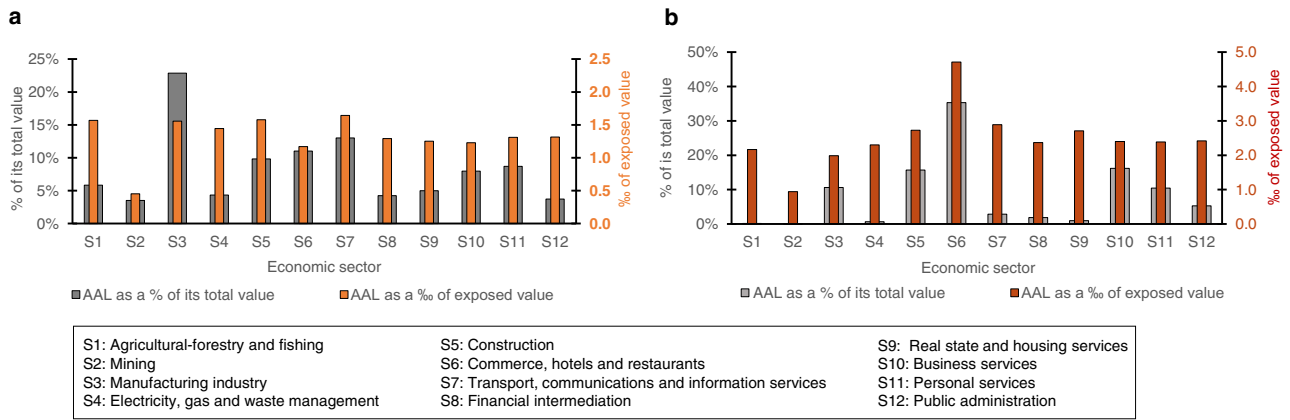 a
b
25%
20%
15%
10%
5%
0%
% of its total value
2.5
2.0
1.5
1.0
0.5
0.0
‰ of exposed value
S1 S2 S3 S4 S5 S6 S7 S8 S9 S10 S11 S12
Economic sector
AAL as a % of its total value AAL as a ‰ of exposed value
50%
40%
30%
20%
10%
0%
% of is total value
5.0
4.0
3.0
2.0
1.0
0.0
‰ of exposed value
S1 S2 S3 S4 S5 S6 S7 S8 S9 S10 S11 S12
Economic sector
AAL as a % of its total value AAL as a ‰ of exposed value
S1: Agricultural-forestry and fishing
S2: Mining
S3: Manufacturing industry
S4: Electricity, gas and waste management
S5: Construction
S6: Commerce, hotels and restaurants
S7: Transport, communications and information services
S8: Financial intermediation
S9: Real state and housing services
S10: Business services
S11: Personal services
S12: Public administration